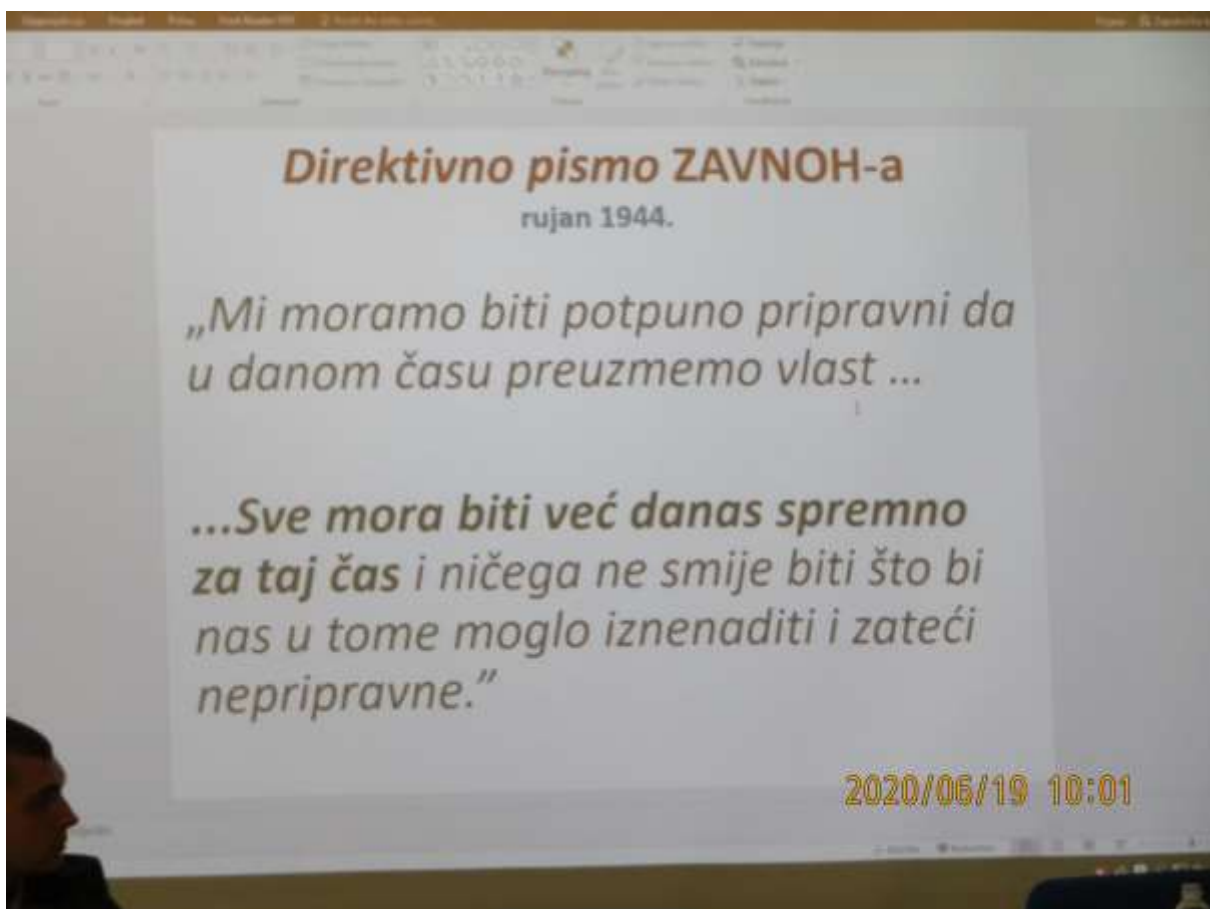 Direktivno pismo ZAVNOH-a
rujan 1944.
„Mi moramo biti potpuno pripravni da
u danom času preuzmemo vlast ...
...Sve mora biti već danas spremno
za taj čas i ničega ne smije biti što bi
nas u tome moglo iznenaditi i zateći
nepripravne.”
2020/06/19 10:01